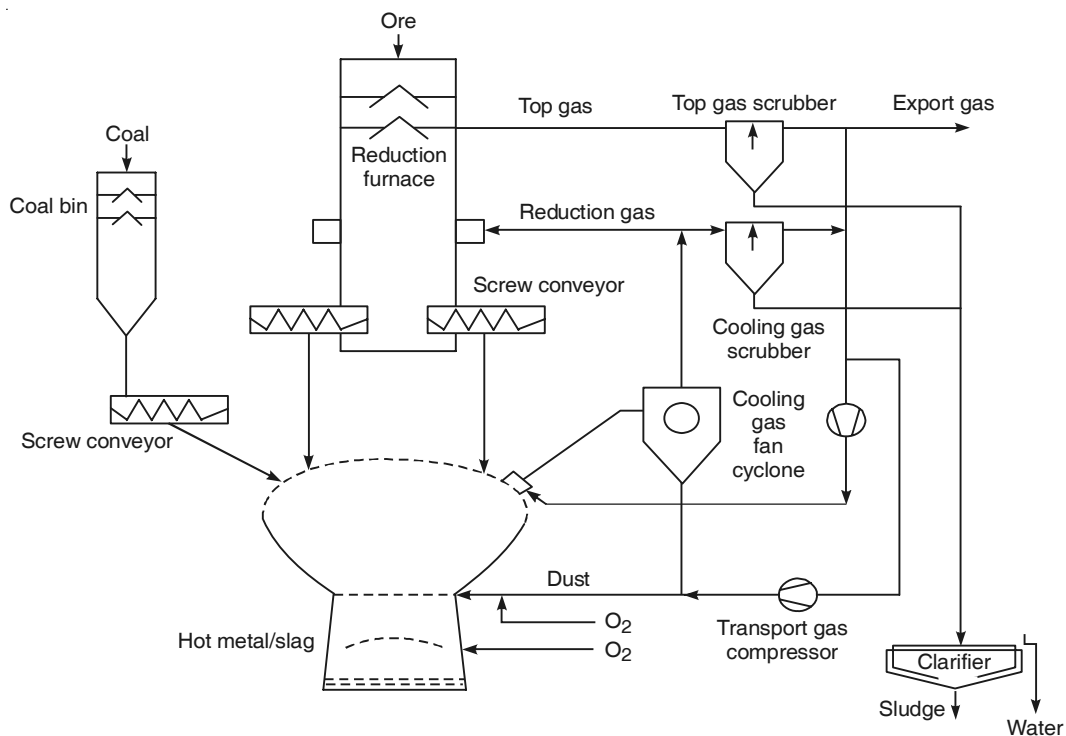 Ore
Top gas
Top gas scrubber
Export gas
Coal
Reduction
furnace
Coal bin
Reduction gas
Screw conveyor
Cooling gas
scrubber
Cooling
gas
fan
cyclone
Screw conveyor
Dust
O2
Hot metal/slag
O2
Transport gas
compressor
Clarifier
Sludge
Water